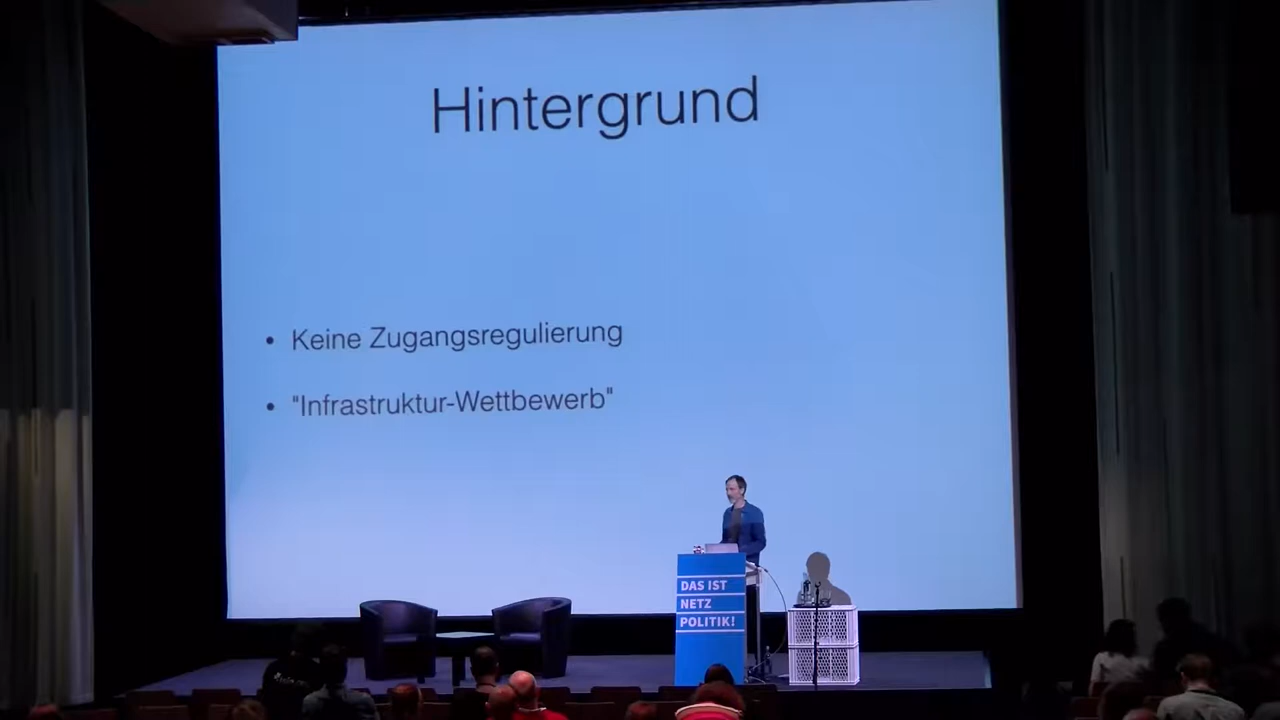 Hintergrund
• Keine Zugangsregulierung
• "Infrastruktur-Wettbewerb"
DAS IST
NETZ
POLITIK!